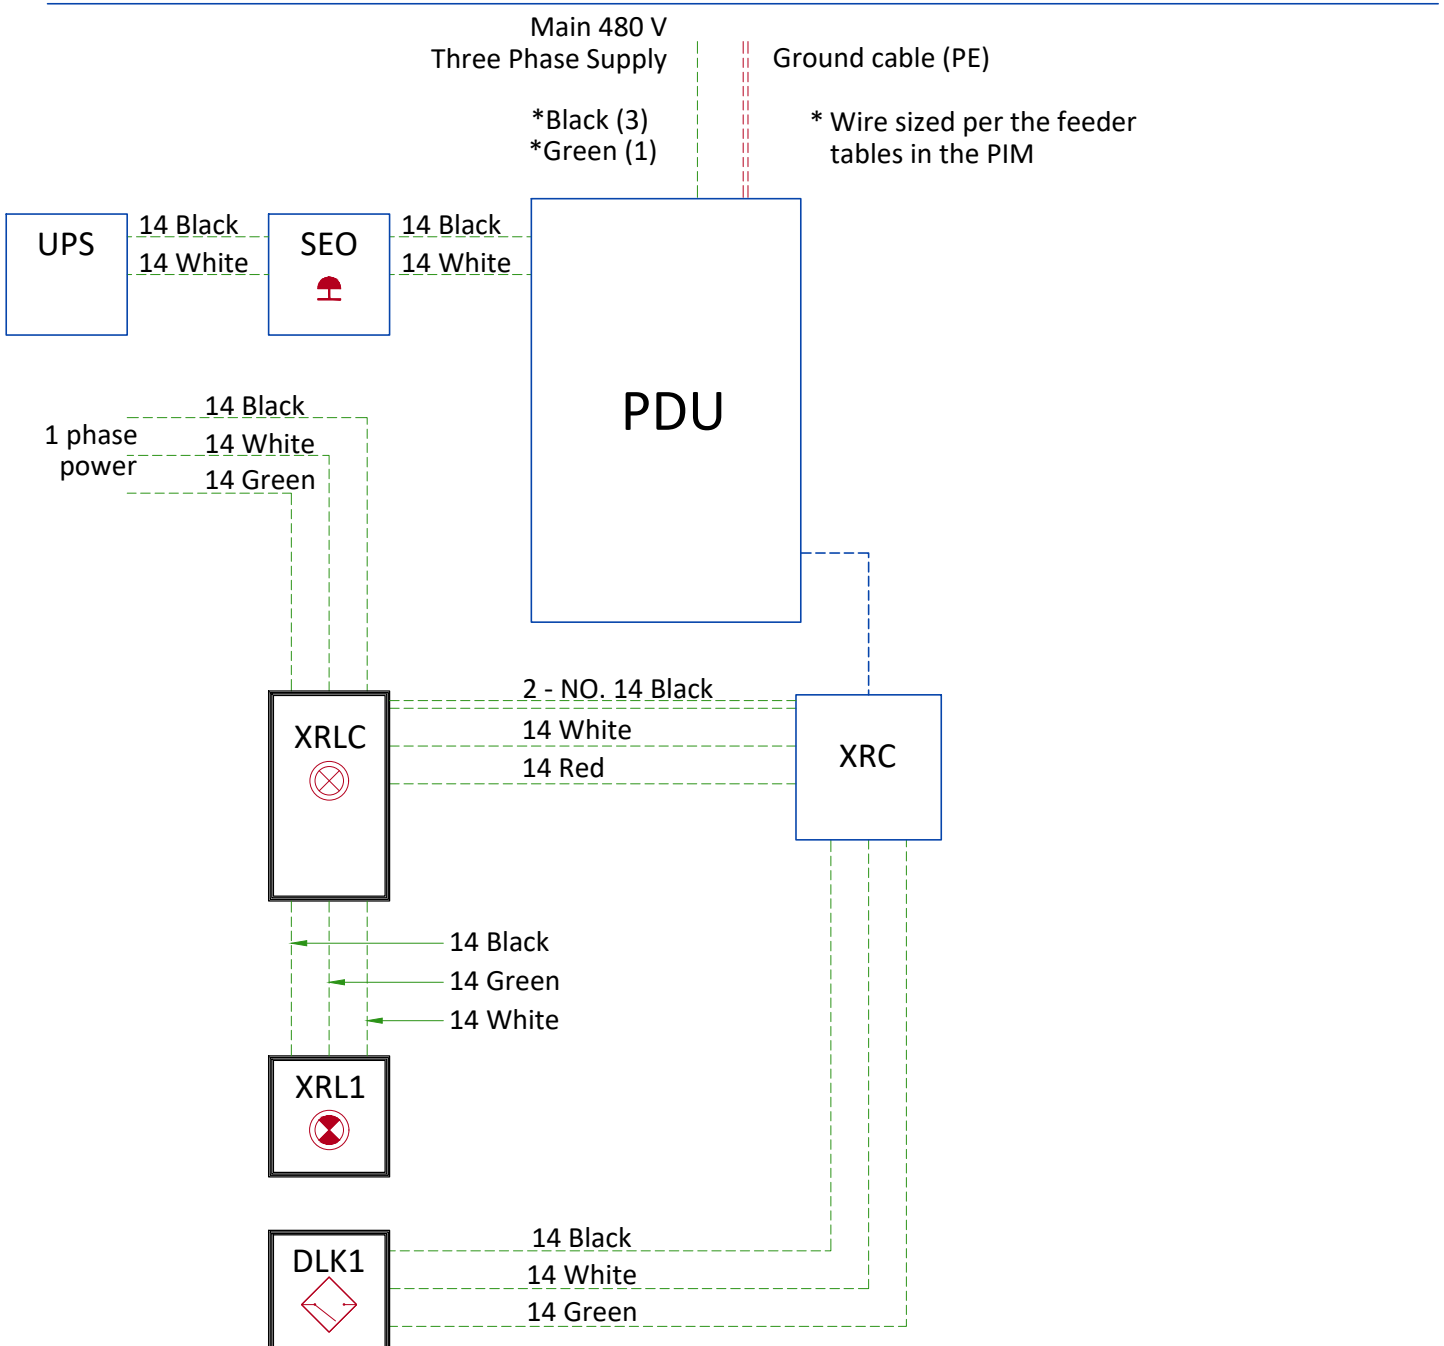 Main 480 V
Three Phase Supply
Ground cable (PE)
*Black (3)
*Green (1)
* Wire sized per the feeder
tables in the PIM
UPS
14 Black
14 White
SEO
14 Black
14 White
PDU
1 phase
power
14 Black
14 White
14 Green
XRLC
2 - NO. 14 Black
14 White
14 Red
XRC
14 Black
14 Green
14 White
XRL1
DLK1
14 Black
14 White
14 Green